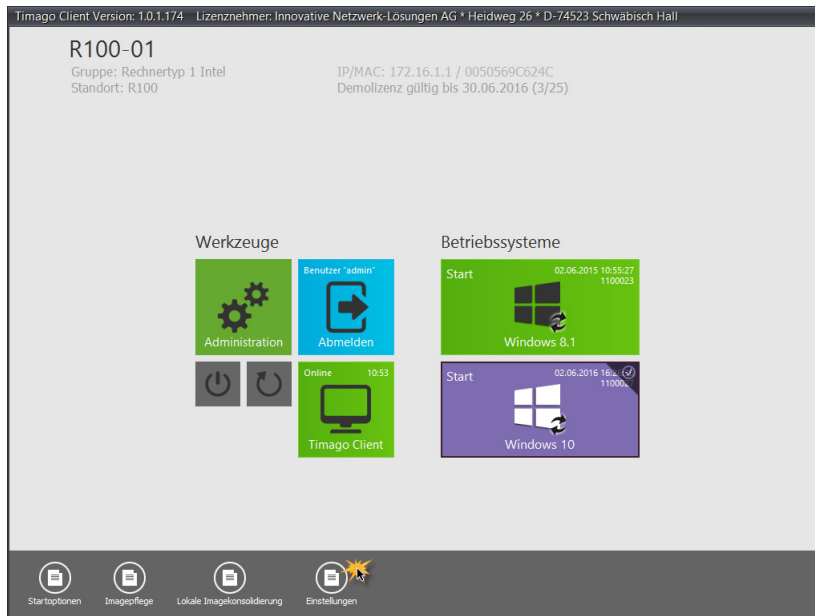 Timago Client Version: 1.0.1.174 Lizenznehmer: Innovative Netzwerk-Lösungen AG * Heidweg 26 * D-74523 Schwäbisch Hall
R100-01
Gruppe: Rechnertyp 1 Intel
Standort: R100
IP/MAC: 172.16.1.1 / 0050569C624C
Demolizenz gültig bis 30.06.2016 (3/25)
Werkzeuge
Administration
Benutzer "admin"
Abmelden
Online 10:53
Timago Client
Betriebssysteme
Start 02.06.2015 10:55:27
1100023
Windows 8.1
Start 02.06.2016
Windows 10
Startoptionen
Imagepflege
Lokale Imagekonsolidierung
Einstellungen